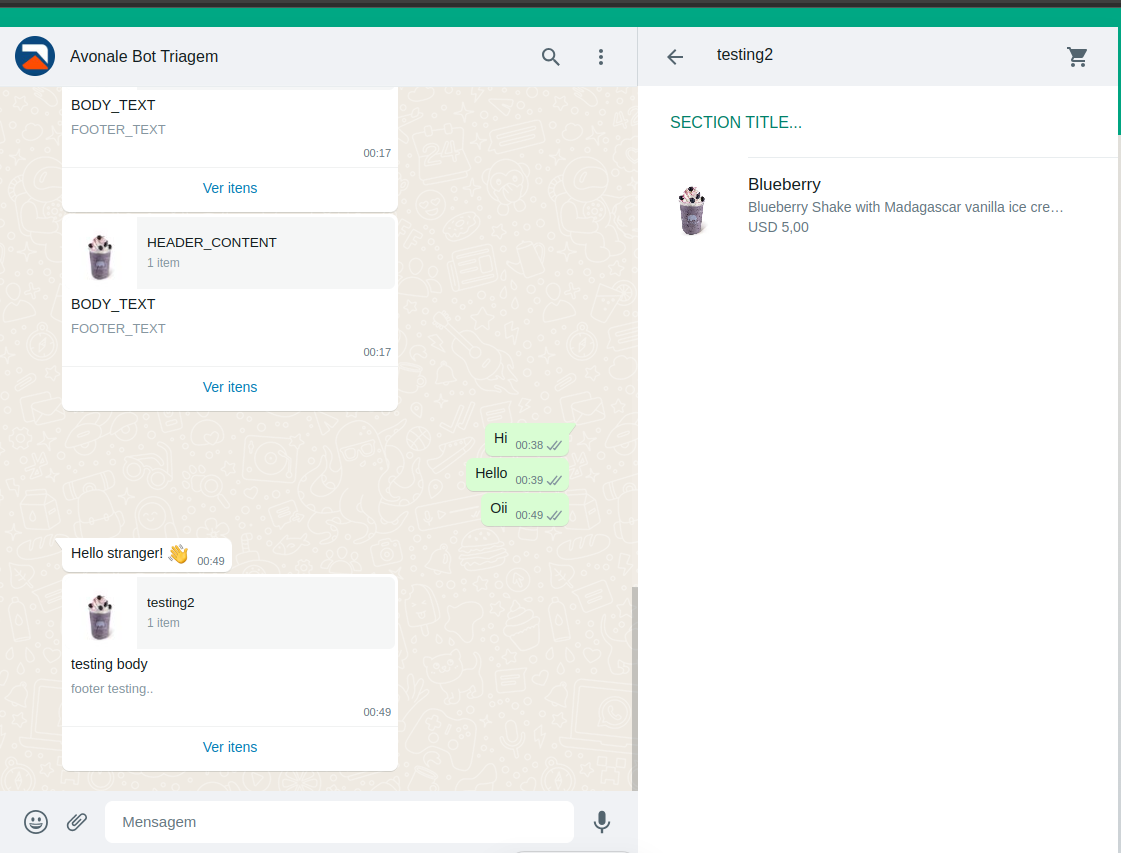 Avonale Bot Triagem
BODY_TEXT
FOOTER_TEXT
00:17
Ver itens
HEADER_CONTENT
1 item
BODY_TEXT
FOOTER_TEXT
00:17
Ver itens
Hi 00:38
Hello 00:39
Oii 00:49
Hello stranger! 👋 00:49
testing2
1 item
testing body
footer testing..
00:49
Ver itens
Mensagem
testing2
SECTION TITLE...
Blueberry
Blueberry Shake with Madagascar vanilla ice cre…
USD 5,00